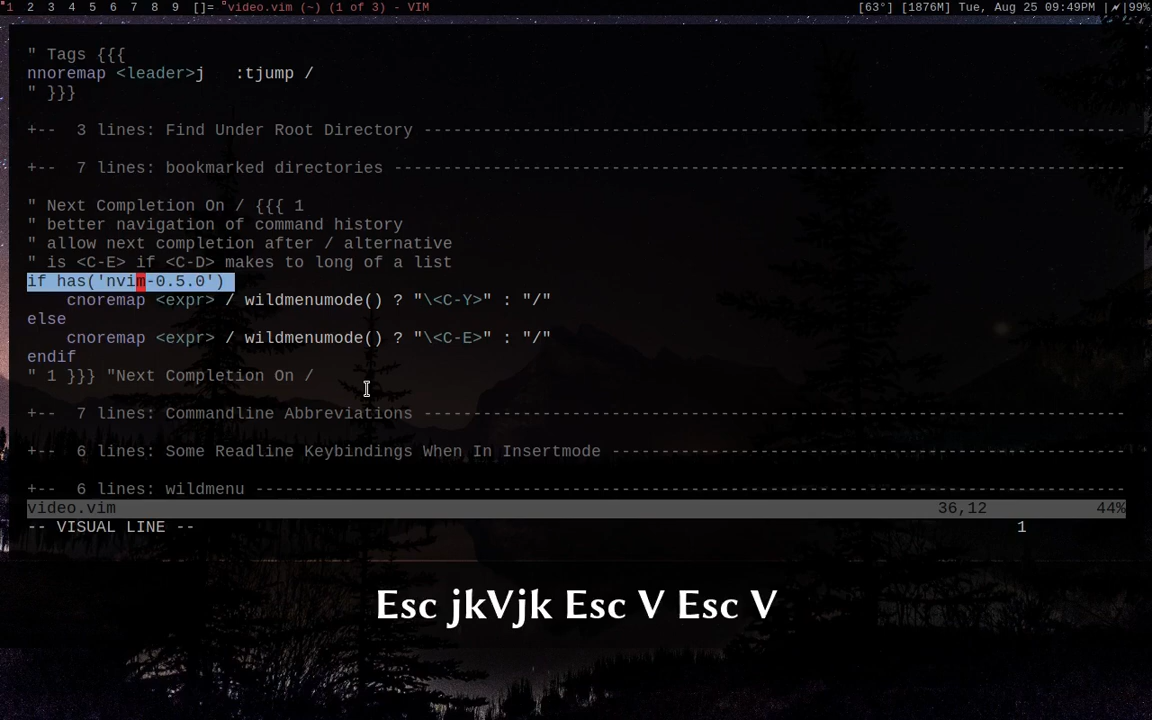 1 2 3 4 5 6 7 8 9 []= video.vim (~) (1 of 3) - VIM [63°] [1876M] Tue, Aug 25 09:49PM |⚡|99%
" Tags {{{
nnoremap <leader>j   :tjump /
" }}}
+--  3 lines: Find Under Root Directory -----------------------------------------------------------------------
+--  7 lines: bookmarked directories --------------------------------------------------------------------------
" Next Completion On / {{{ 1
" better navigation of command history
" allow next completion after / alternative
" is <C-E> if <C-D> makes to long of a list
if has('nvim-0.5.0')
    cnoremap <expr> / wildmenumode() ? "\<C-Y>" : "/"
else
    cnoremap <expr> / wildmenumode() ? "\<C-E>" : "/"
endif
" 1 }}} "Next Completion On /
+--  7 lines: Commandline Abbreviations -----------------------------------------------------------------------
+--  6 lines: Some Readline Keybindings When In Insertmode ----------------------------------------------------
+--  6 lines: wildmenu ----------------------------------------------------------------------------------------
video.vim 36,12 44%
-- VISUAL LINE -- 1
Esc jkVjk Esc V Esc V